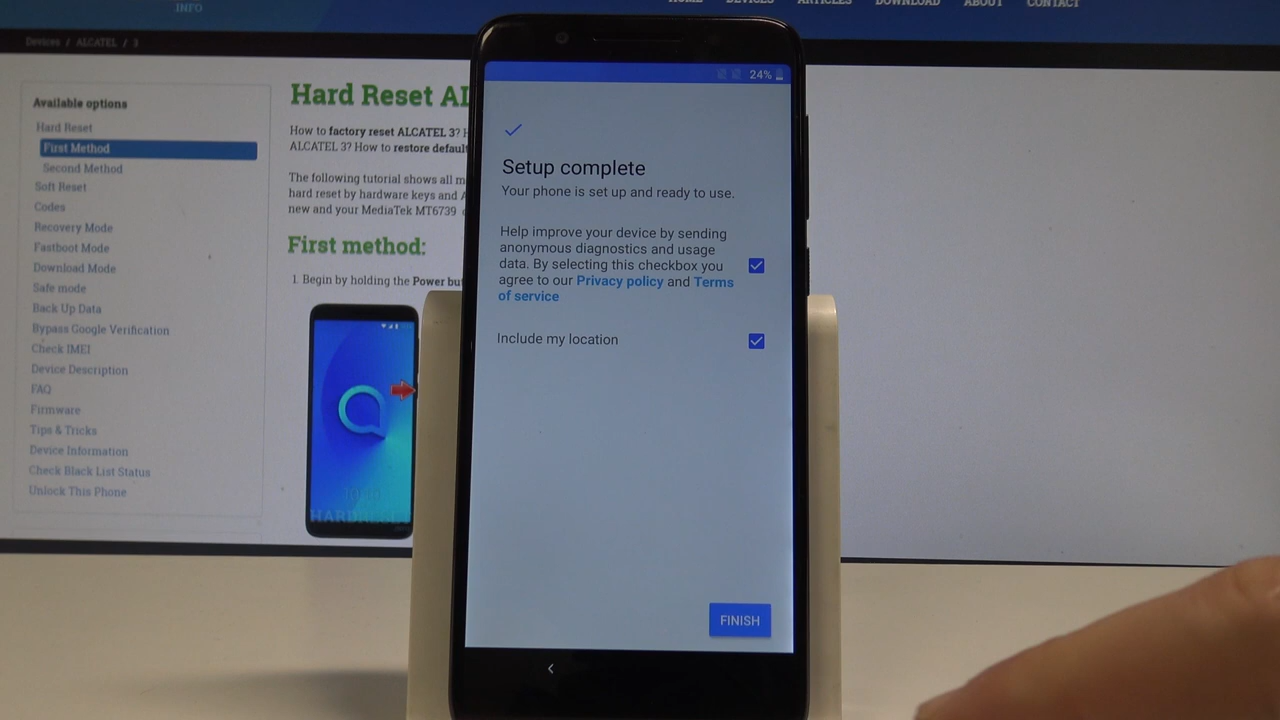 INFO
HOME DEVICES ARTICLES DOWNLOAD ABOUT CONTACT
Devices / ALCATEL / 3
Available options
Hard Reset
First Method
Second Method
Soft Reset
Codes
Recovery Mode
Fastboot Mode
Download Mode
Safe mode
Back Up Data
Bypass Google Verification
Check IMEI
Device Description
FAQ
Firmware
Tips & Tricks
Device Information
Check Black List Status
Unlock This Phone
Hard Reset AL
How to factory reset ALCATEL 3?
ALCATEL 3? How to restore default
The following tutorial shows all
hard reset by hardware keys and
new and your MediaTek MT6739
First method:
1. Begin by holding the Power
24%
Setup complete
Your phone is set up and ready to use.
Help improve your device by sending
anonymous diagnostics and usage
data. By selecting this checkbox you
agree to our Privacy policy and Terms
of service
Include my location
FINISH